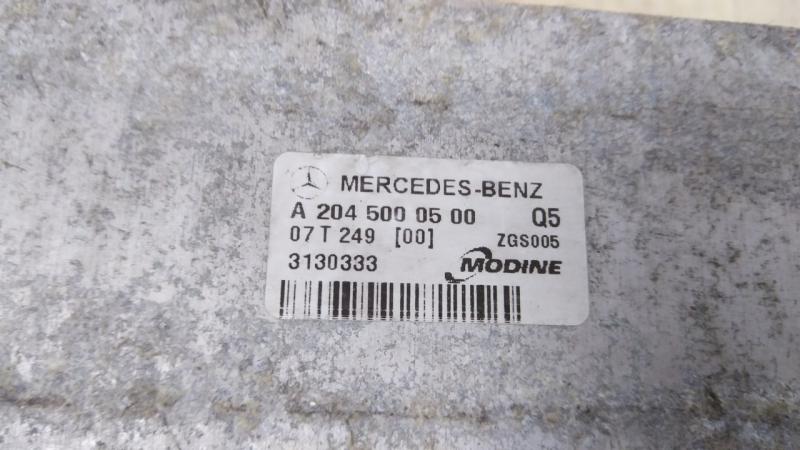 MERCEDES-BENZ
A 204 500 05 00 Q5
07 T 249 [00] ZGS005
3130333 MODINE